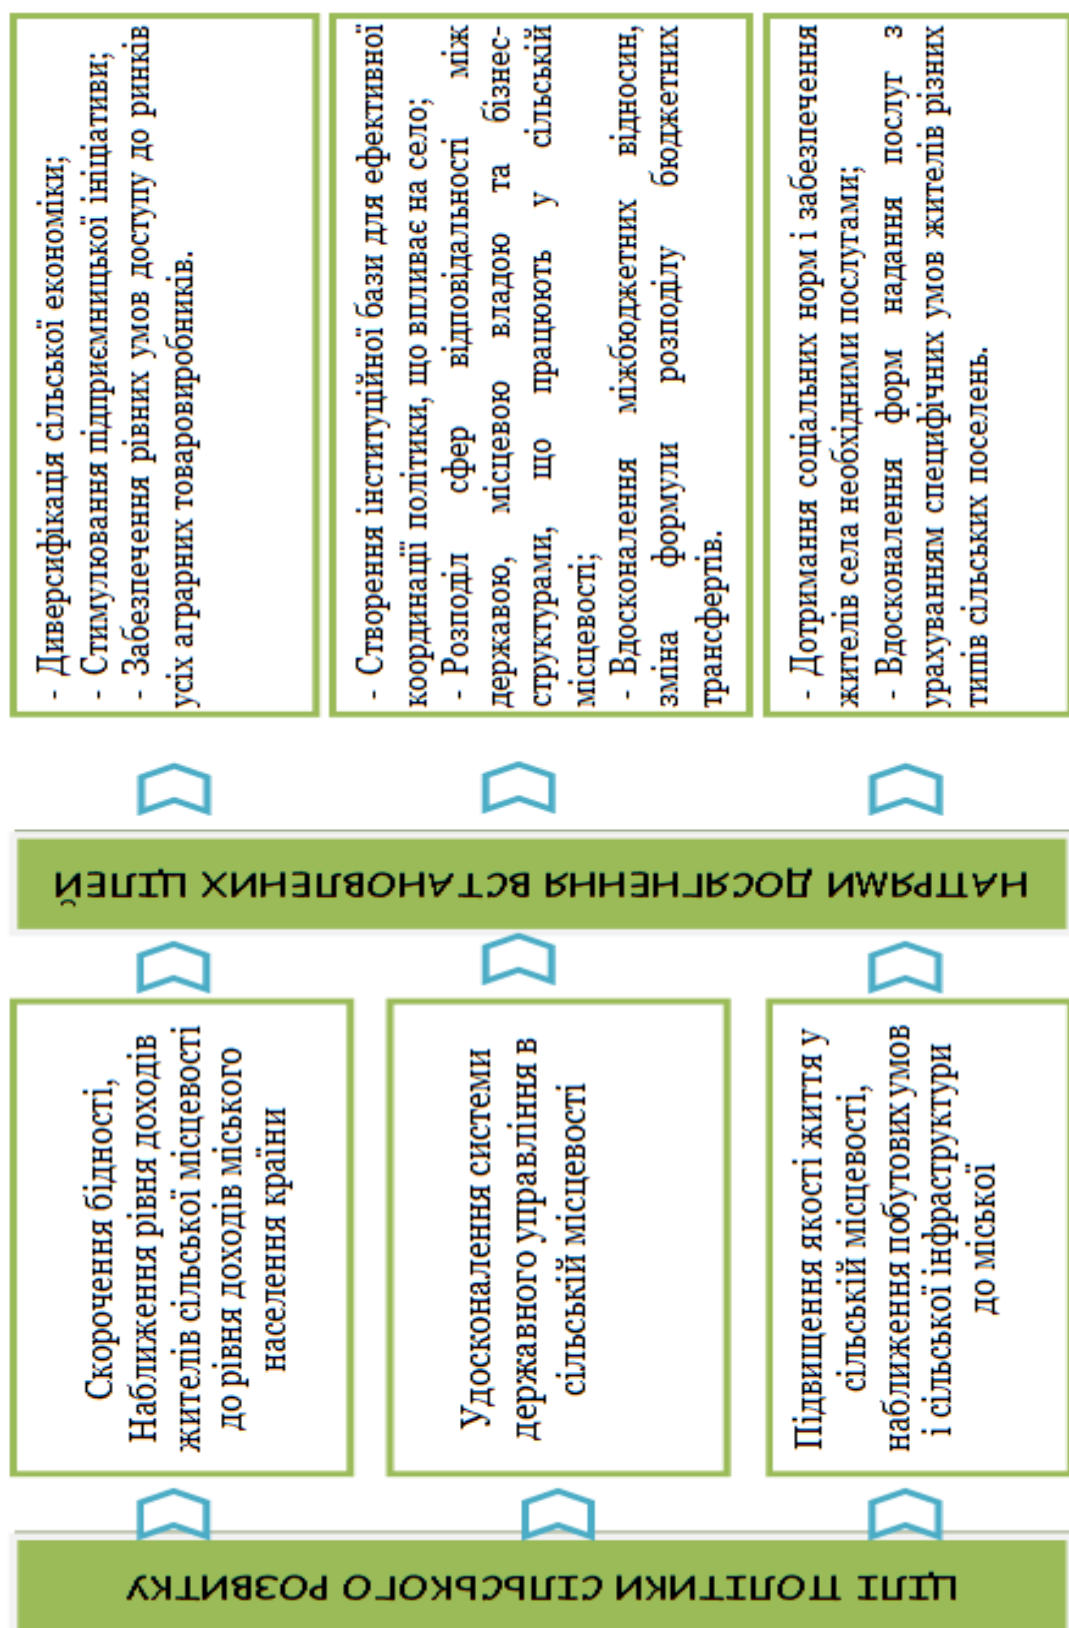 ЦІЛІ ПОЛІТИКИ СІЛЬСЬКОГО РОЗВИТКУ
Скорочення бідності,
Наближення рівня доходів
жителів сільської місцевості
до рівня доходів міського
населення країни
Удосконалення системи
державного управління в
сільській місцевості
Підвищення якості життя у
сільській місцевості,
наближення побутових умов
і сільської інфраструктури
до міської
НАПРЯМИ ДОСЯГНЕННЯ ВСТАНОВЛЕНИХ ЦІЛЕЙ
- Диверсифікація сільської економіки;
- Стимулювання підприємницької ініціативи;
- Забезпечення рівних умов доступу до ринків
усіх аграрних товаровиробників.
- Створення інституційної бази для ефективної
координації політики, що впливає на село;
- Розподіл сфер відповідальності між
державою, місцевою владою та бізнес-
структурами, що працюють у сільській
місцевості;
- Вдосконалення міжбюджетних відносин,
зміна формули розподілу бюджетних
трансфертів.
- Дотримання соціальних норм і забезпечення
жителів села необхідними послугами;
- Вдосконалення форм надання послуг з
урахуванням специфічних умов жителів різних
типів сільських поселень.